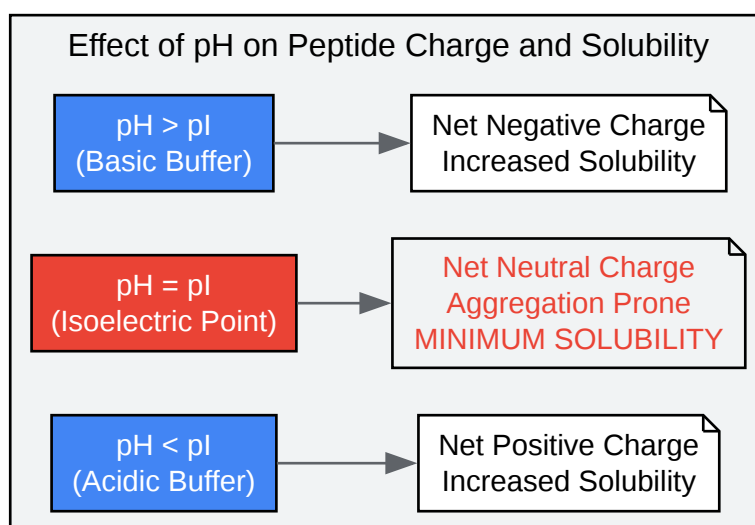 Effect of pH on Peptide Charge and Solubility
pH > pI
(Basic Buffer)
Net Negative Charge
Increased Solubility
pH = pI
(Isoelectric Point)
Net Neutral Charge
Aggregation Prone
MINIMUM SOLUBILITY
pH < pI
(Acidic Buffer)
Net Positive Charge
Increased Solubility